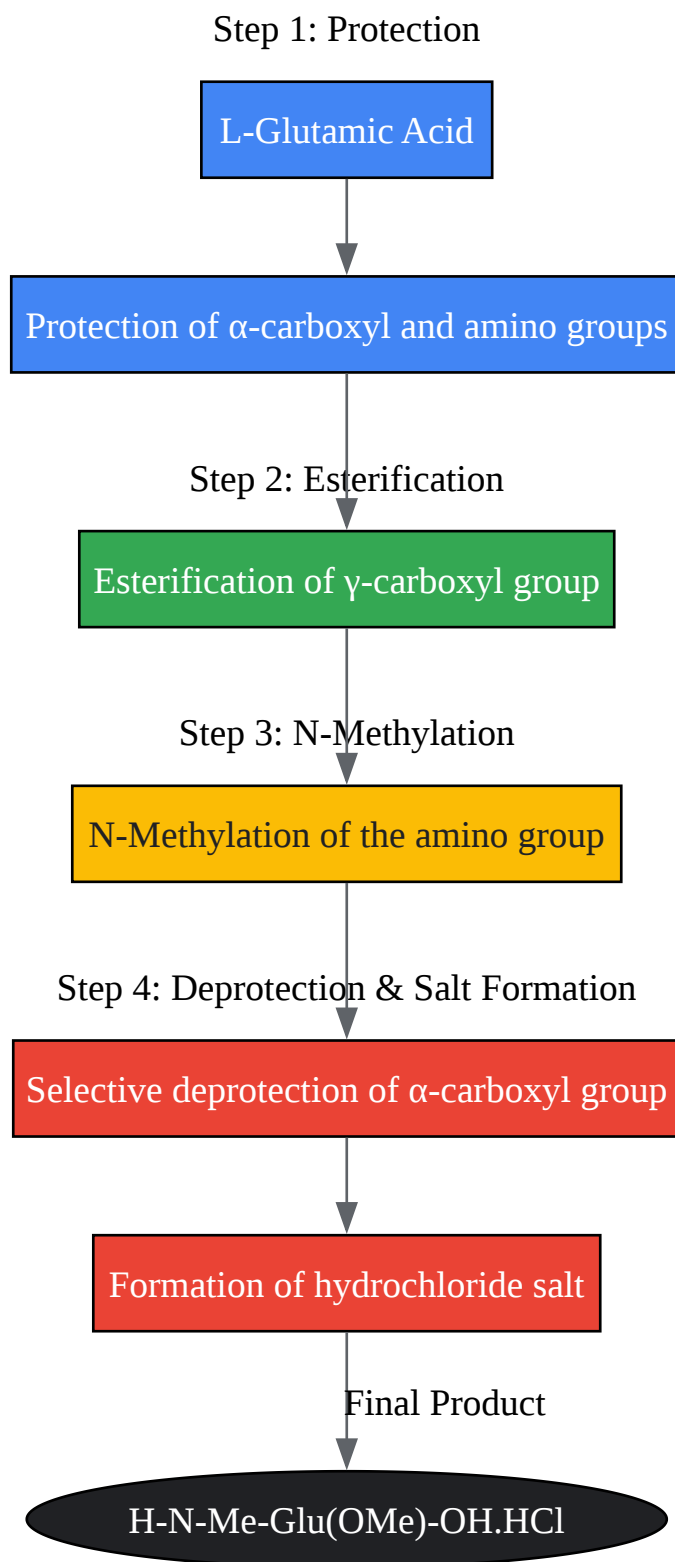 Step 1: Protection
L-Glutamic Acid
Protection of α-carboxyl and amino groups
Step 2: Esterification
Esterification of γ-carboxyl group
Step 3: N-Methylation
N-Methylation of the amino group
Step 4: Deprotection & Salt Formation
Selective deprotection of α-carboxyl group
Formation of hydrochloride salt
Final Product
H-N-Me-Glu(OMe)-OH.HCl